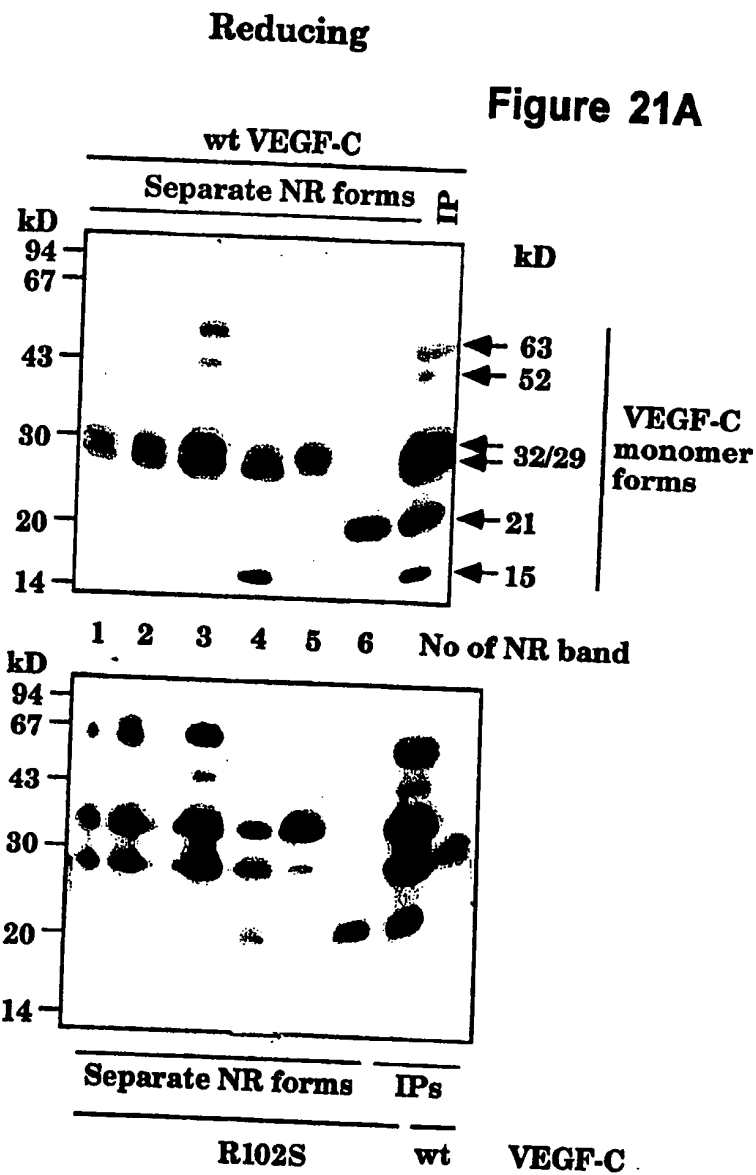 Reducing
Figure 21A
wt VEGF-C
Separate NR forms
IP
kD
94
67
43
30
20
14
kD
63
52
32/29
21
15
VEGF-C
monomer
forms
1 2 3 4 5 6 No of NR band
kD
94
67
43
30
20
14
Separate NR forms IPs
R102S wt VEGF-C